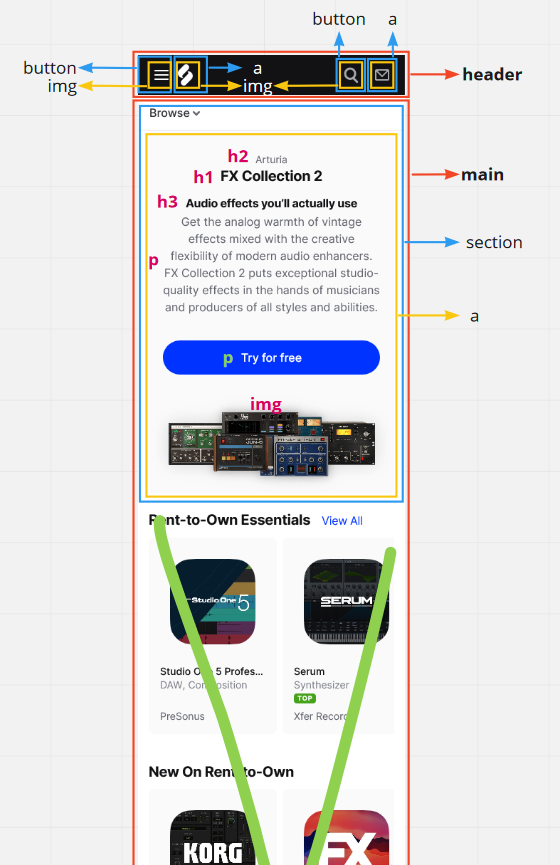 button
a
button
a
img
img
header
Browse
main
h2 Arturia
h1 FX Collection 2
h3 Audio effects you'll actually use
Get the analog warmth of vintage
effects mixed with the creative
flexibility of modern audio enhancers.
p
FX Collection 2 puts exceptional studio-
quality effects in the hands of musicians
and producers of all styles and abilities.
section
a
p Try for free
img
Rent-to-Own Essentials View All
Studio One 5
SERUM
Studio One 5 Profes...
Serum
DAW, Composition
Synthesizer
TOP
PreSonus
Xfer Records
New On Rent-to-Own
KORG
FX